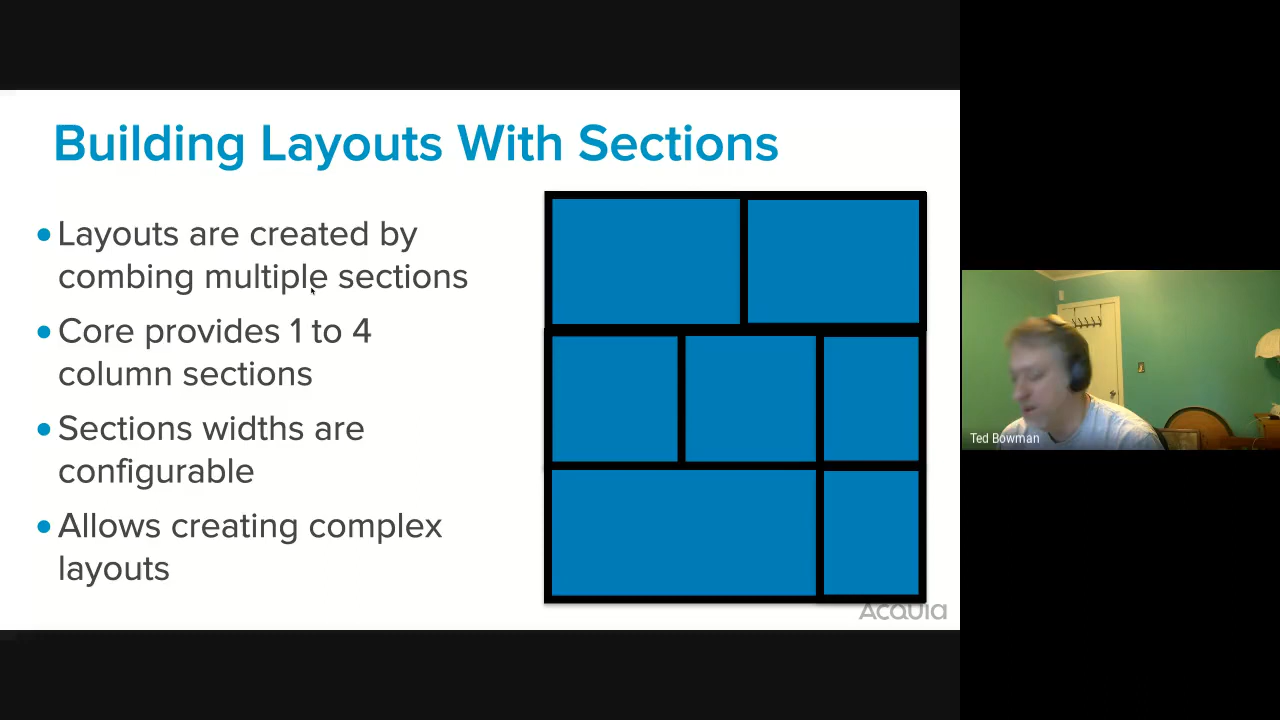 Building Layouts With Sections
Layouts are created by
combing multiple sections
Core provides 1 to 4
column sections
Sections widths are
configurable
Allows creating complex
layouts
Acquia
Ted Bowman